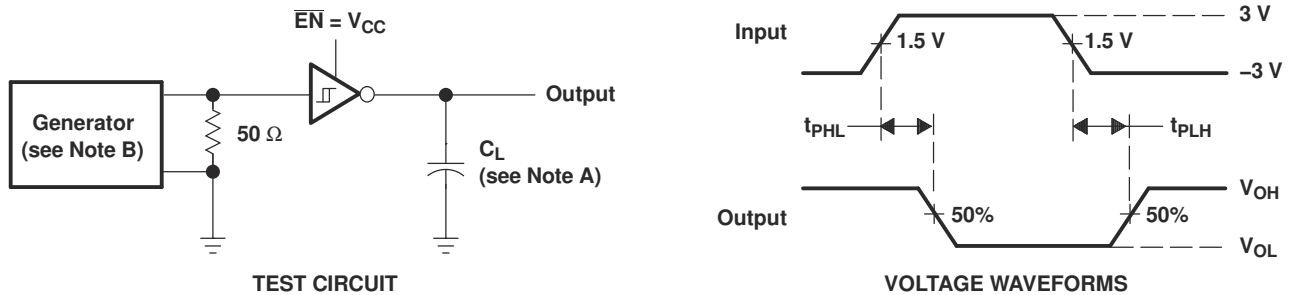 EN = VCC
Generator
(see Note B)
50 Ω
CL
(see Note A)
Output
TEST CIRCUIT
Input
1.5 V
1.5 V
3 V
−3 V
tPHL
tPLH
Output
50%
50%
VOH
VOL
VOLTAGE WAVEFORMS